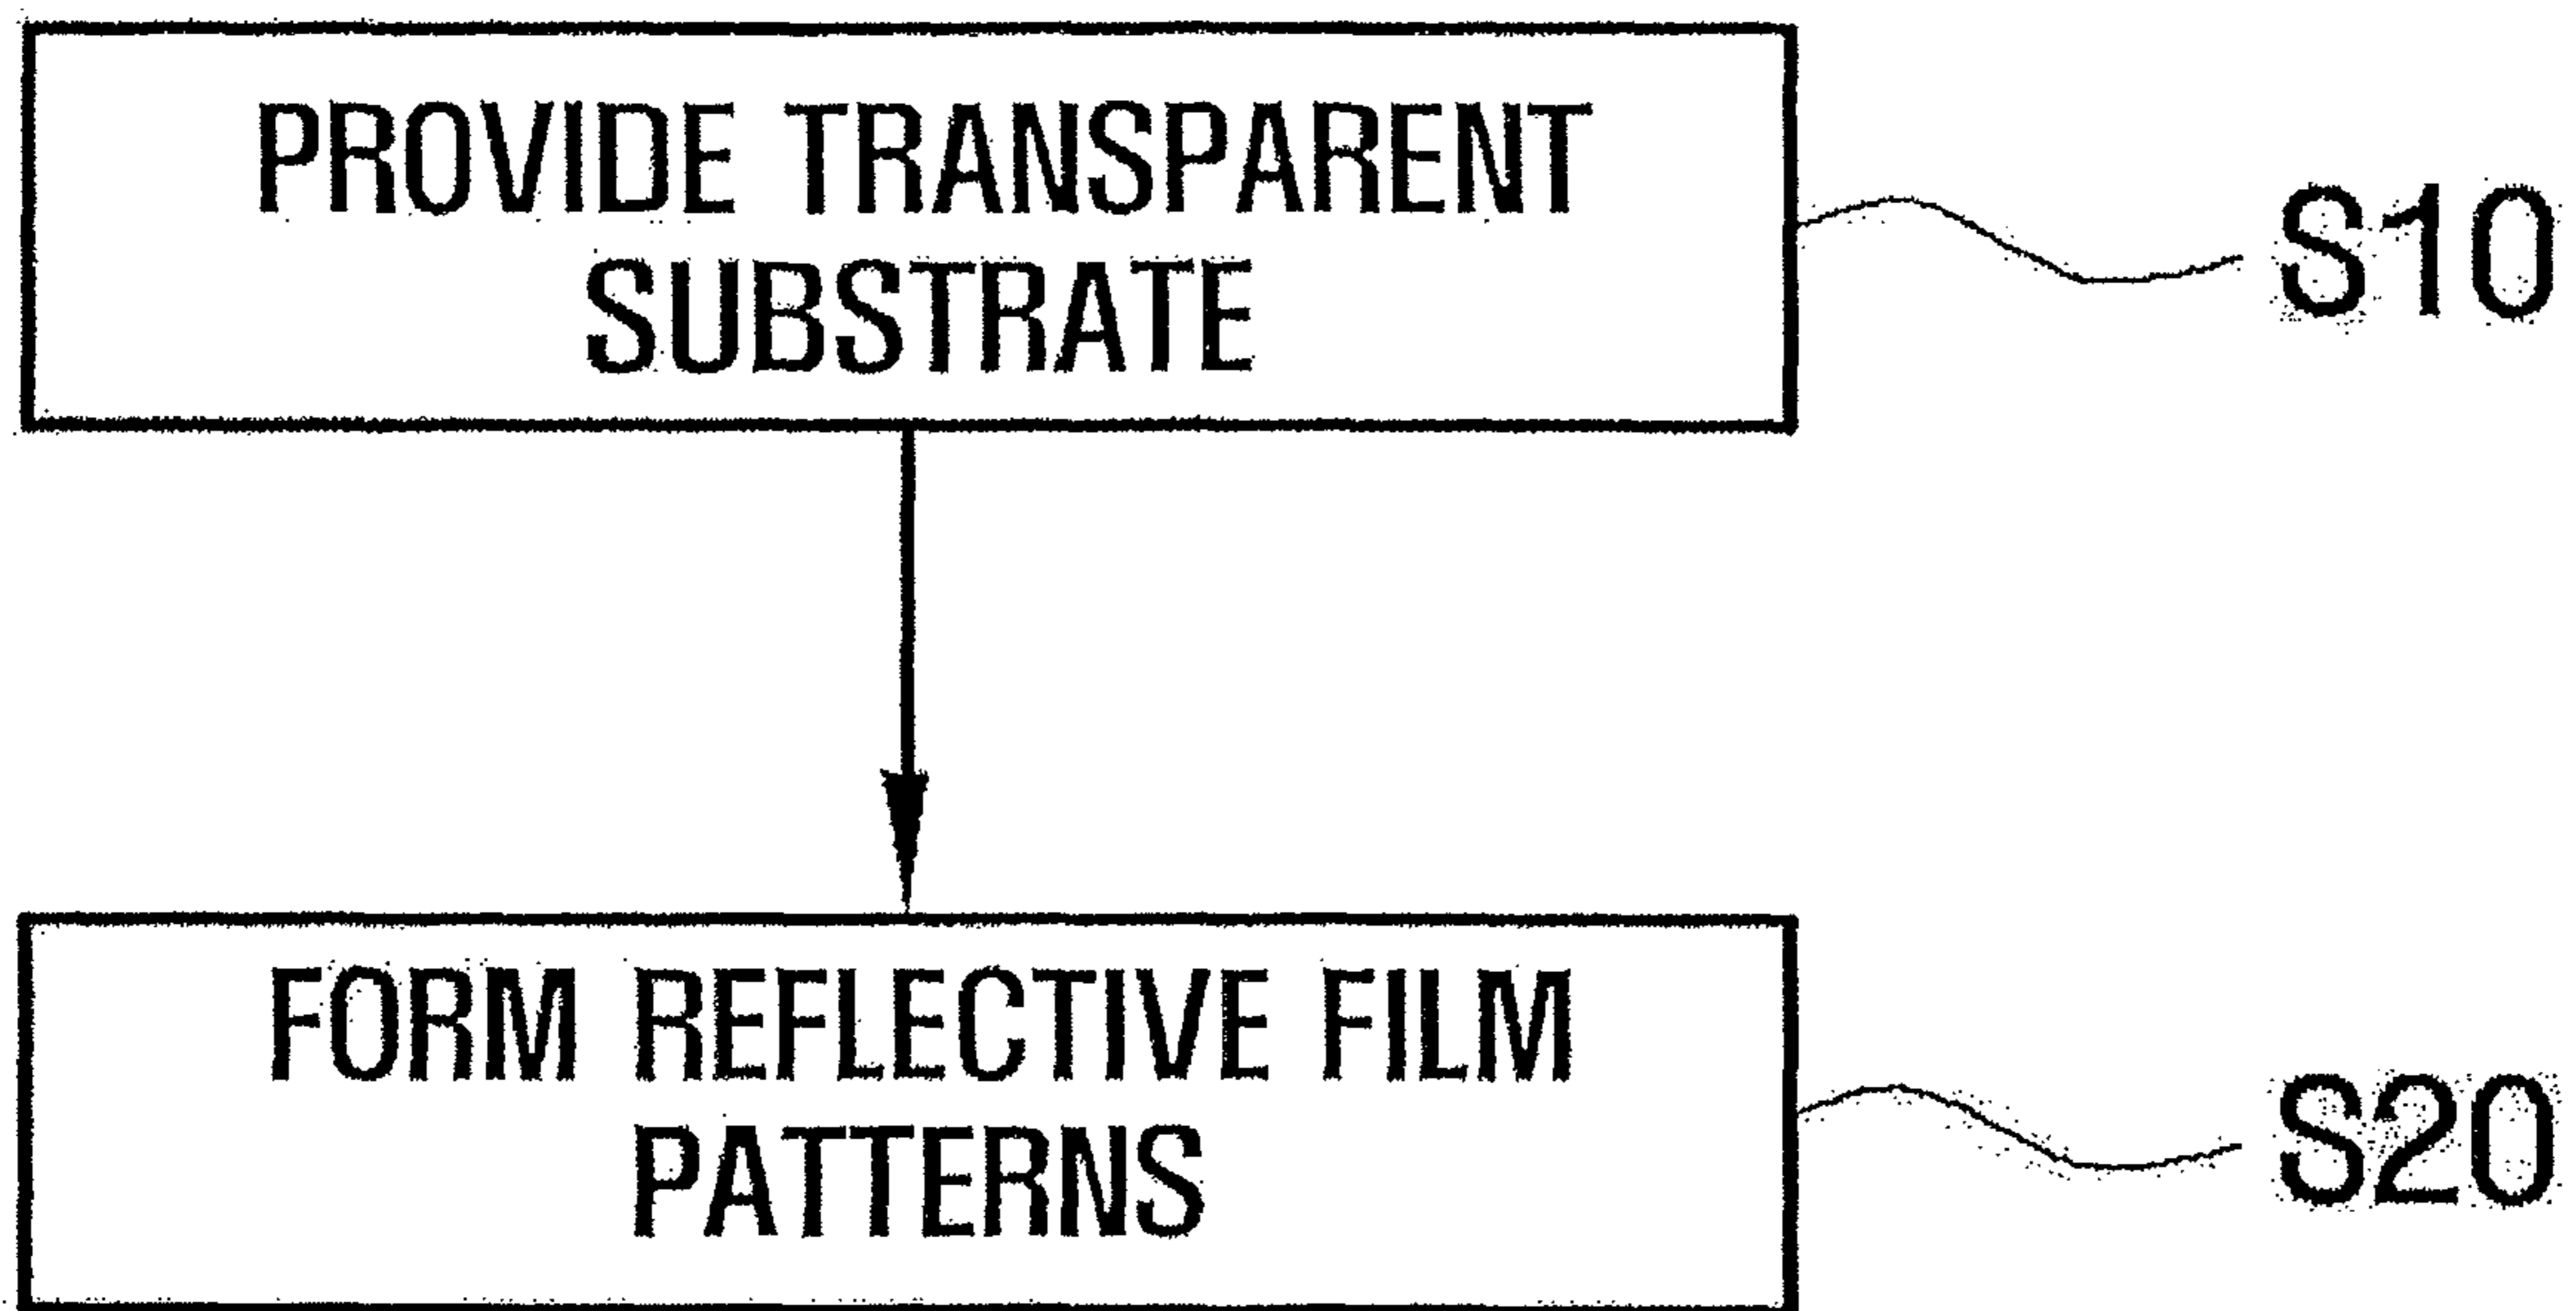 PROVIDE TRANSPARENT
SUBSTRATE
S10
FORM REFLECTIVE FILM
PATTERNS
S20